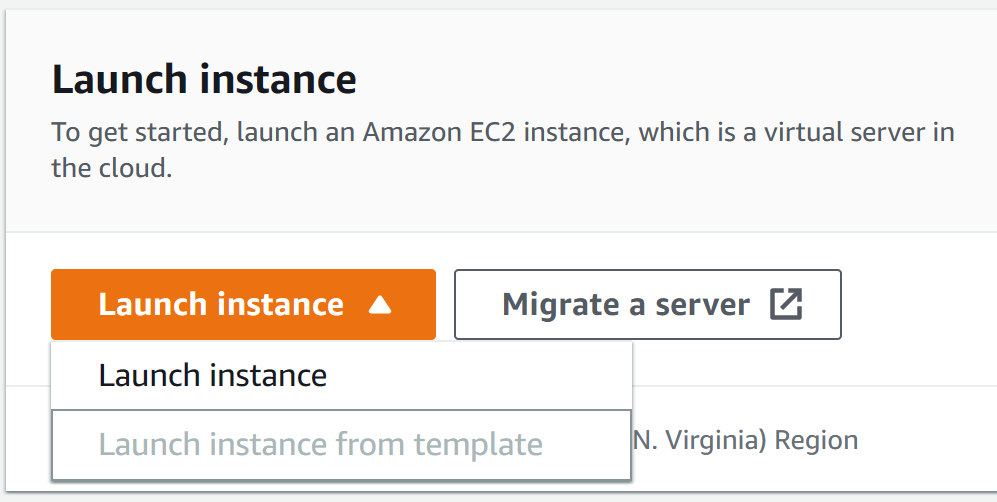 Launch instance
To get started, launch an Amazon EC2 instance, which is a virtual server in
the cloud.
Launch instance
Migrate a server
Launch instance
Launch instance from template
N. Virginia) Region